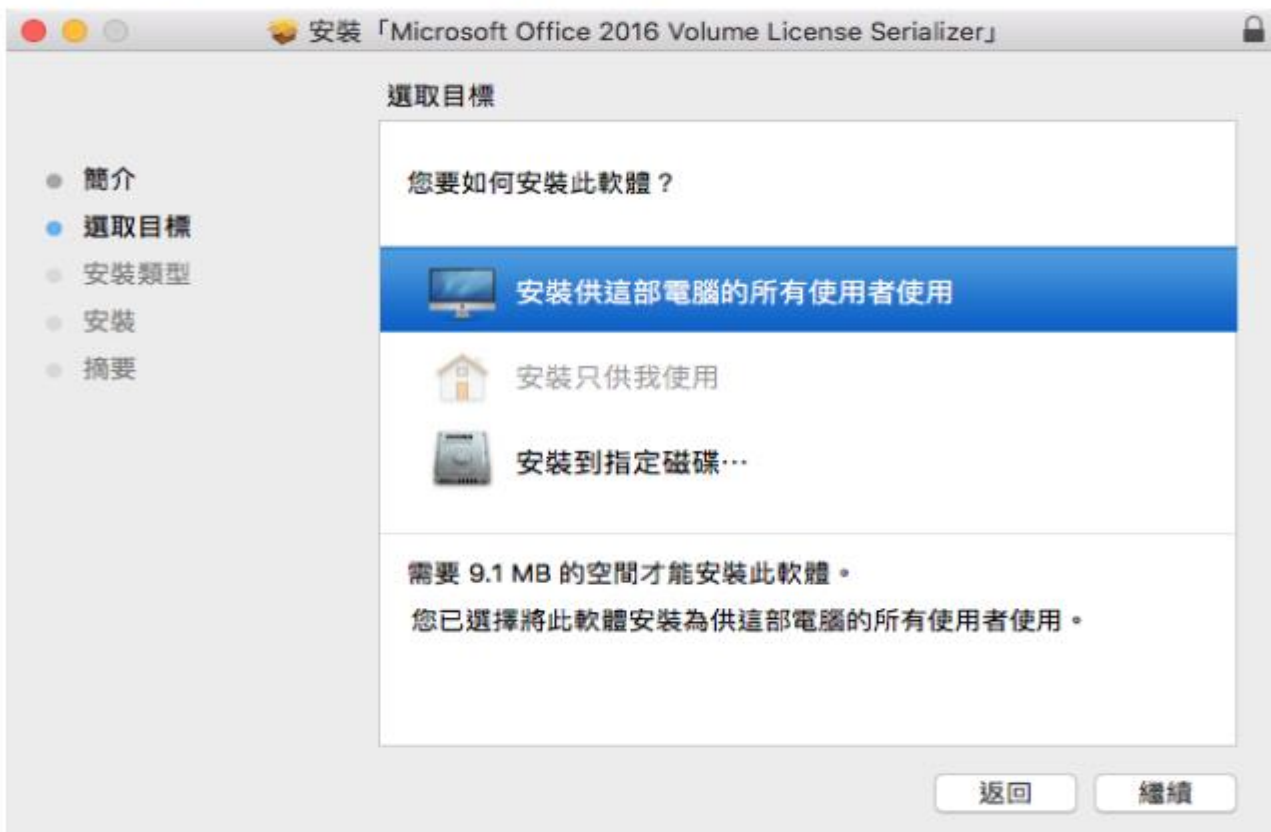 安裝「Microsoft Office 2016 Volume License Serializer」
選取目標
簡介
選取目標
安裝類型
安裝
摘要
您要如何安裝此軟體？
安裝供這部電腦的所有使用者使用
安裝只供我使用
安裝到指定磁碟⋯
需要 9.1 MB 的空間才能安裝此軟體。
您已選擇將此軟體安裝為供這部電腦的所有使用者使用。
返回
繼續